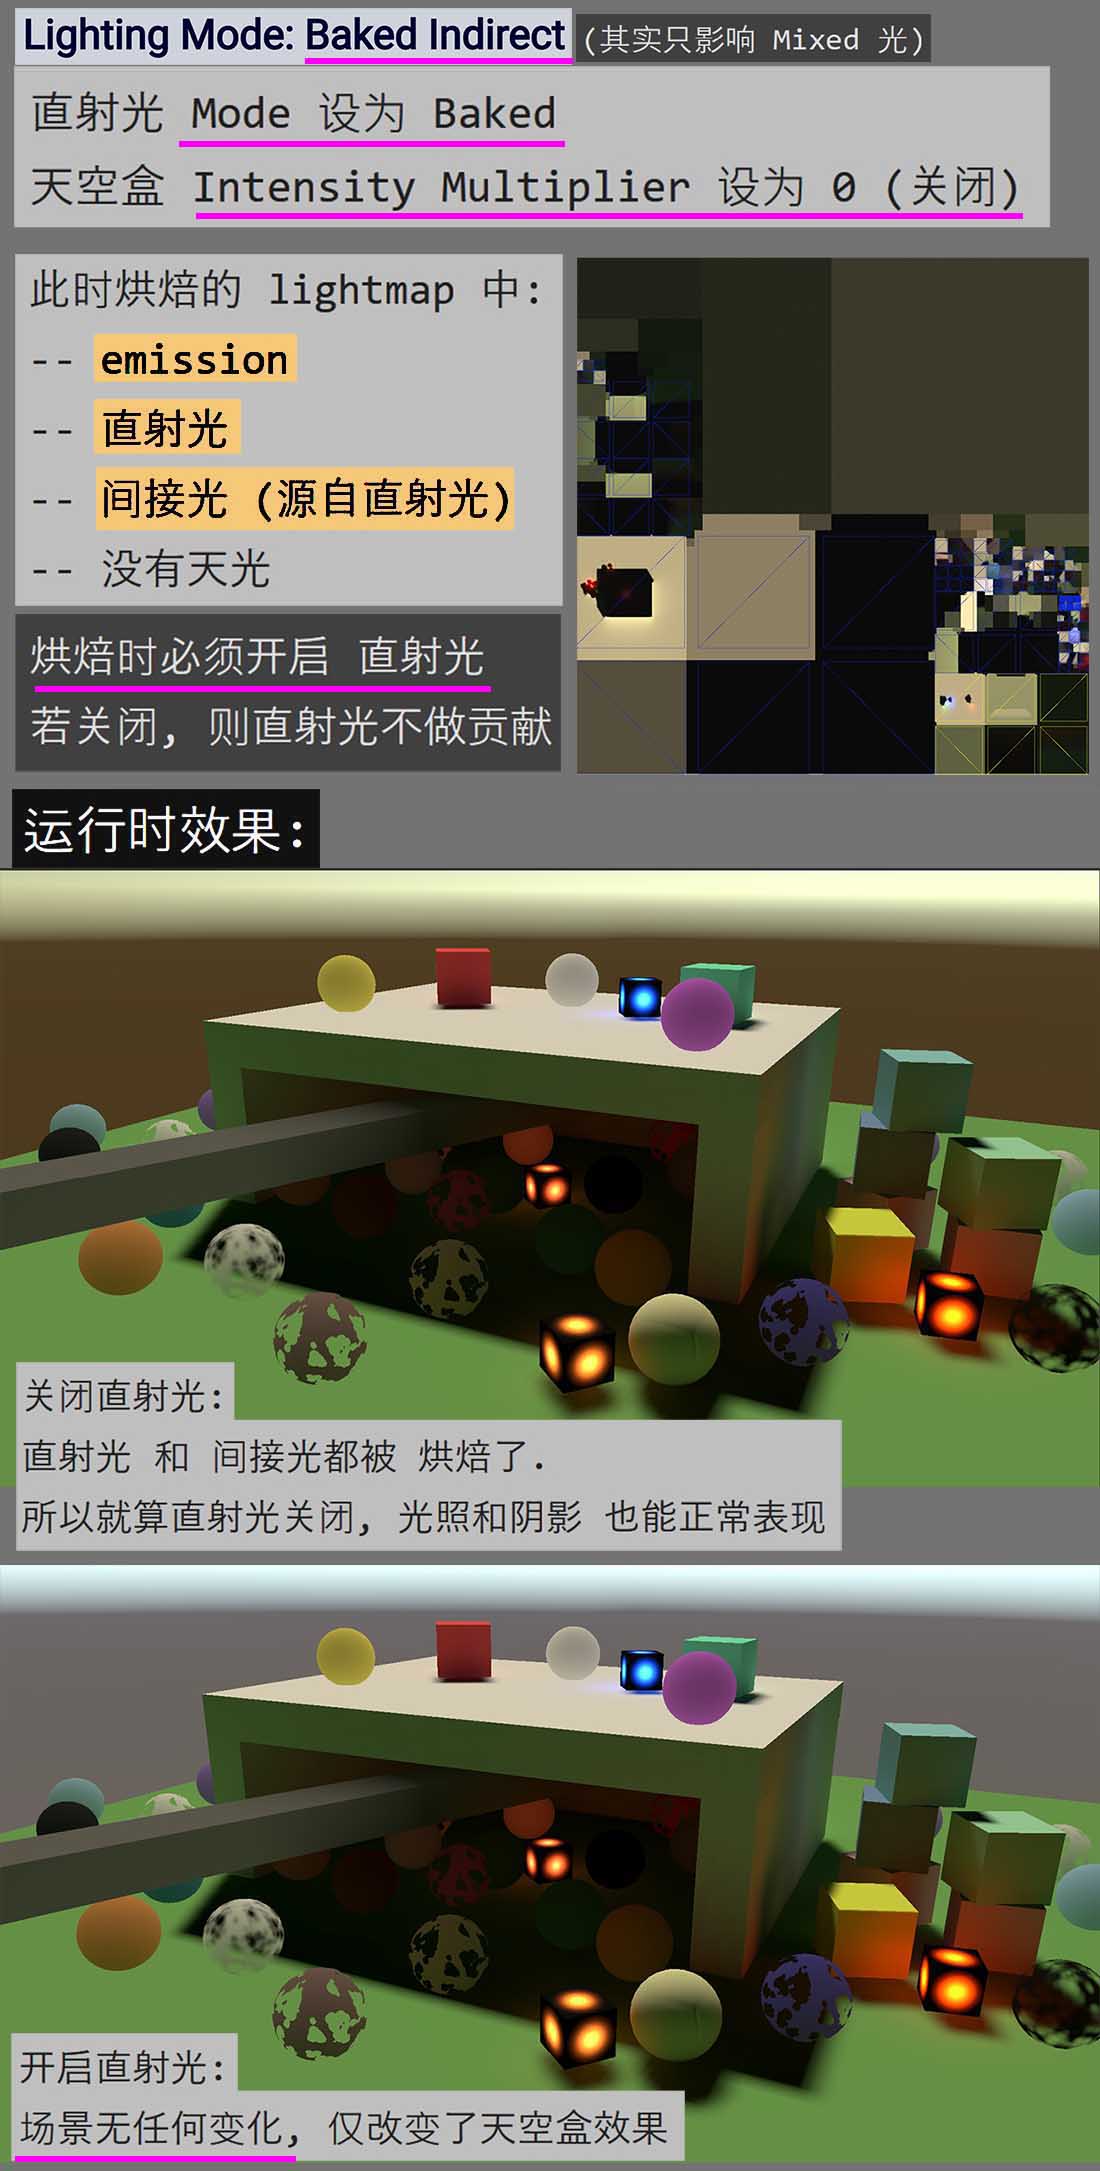 Lighting Mode: Baked Indirect (其实只影响 Mixed 光)
直射光 Mode 设为 Baked
天空盒 Intensity Multiplier 设为 0 (关闭)
此时烘焙的 lightmap 中:
-- emission
-- 直射光
-- 间接光 (源自直射光)
-- 没有天光
烘焙时必须开启 直射光
若关闭, 则直射光不做贡献
运行时效果:
关闭直射光:
直射光 和 间接光都被 烘焙了.
所以就算直射光关闭, 光照和阴影 也能正常表现
开启直射光:
场景无任何变化, 仅改变了天空盒效果